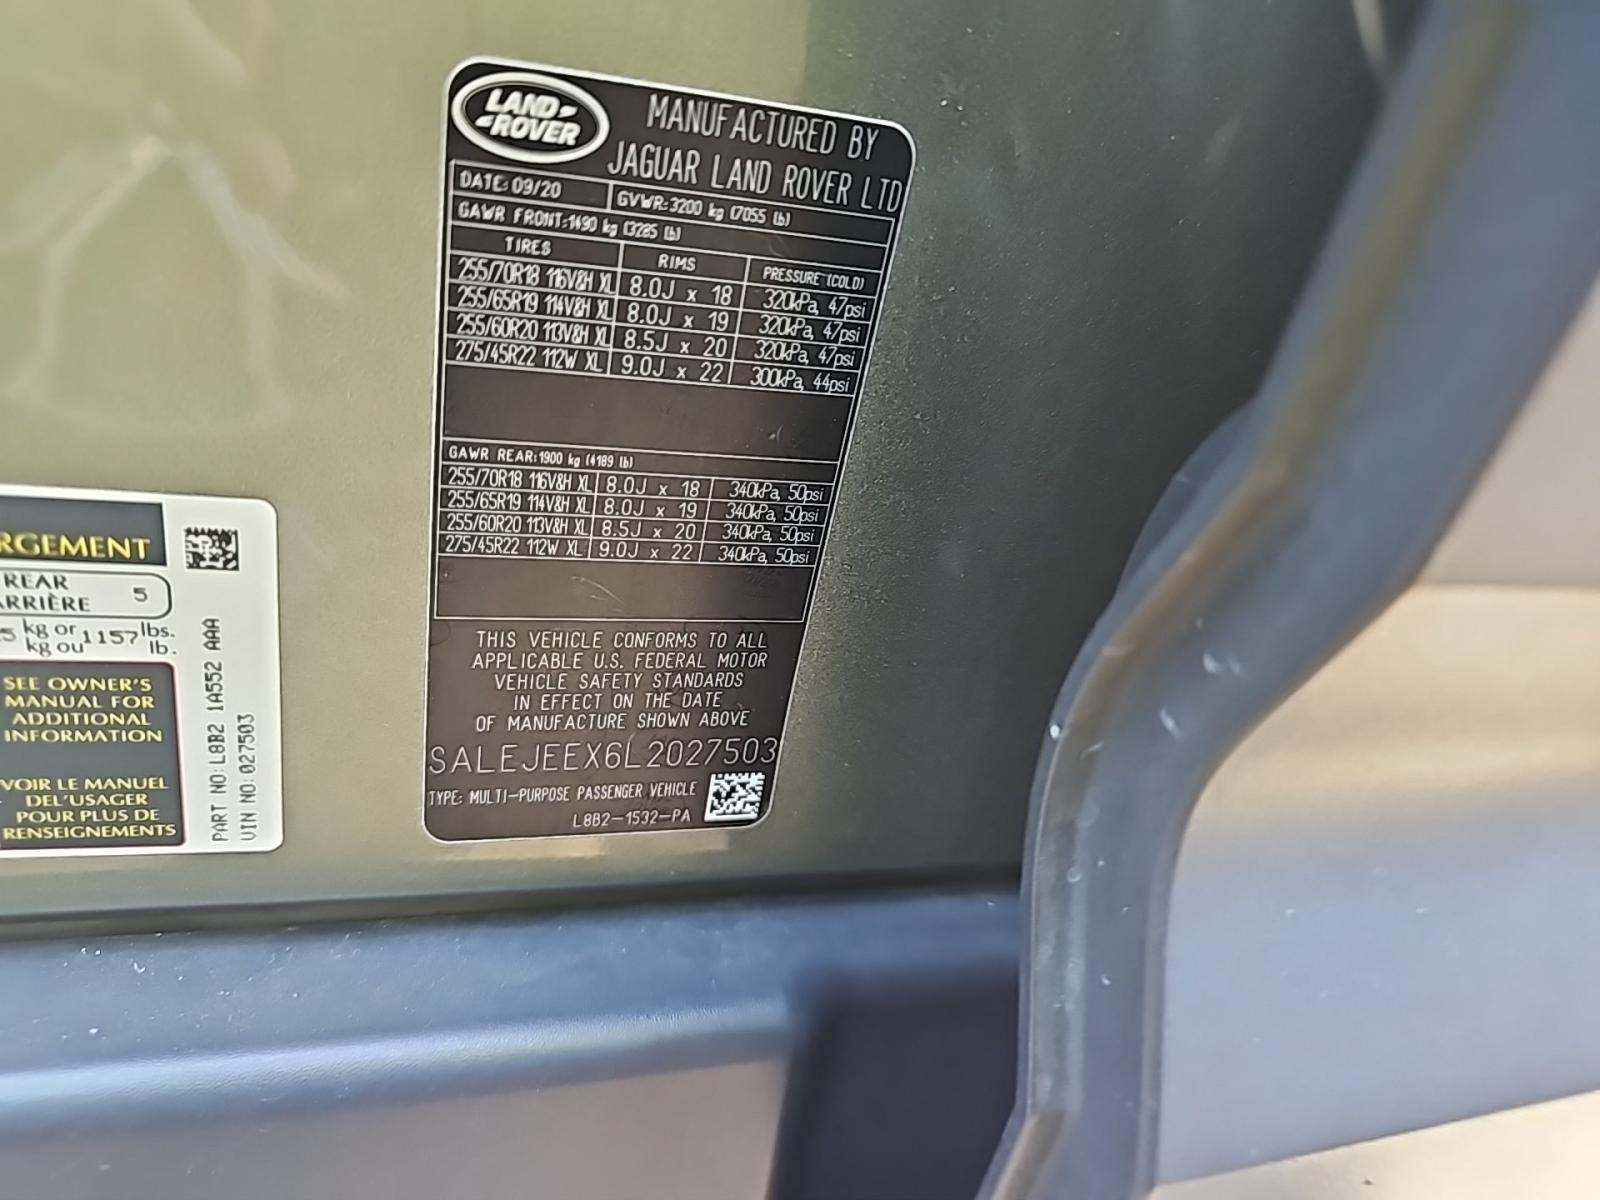 LAND
ROVER
MANUFACTURED BY
JAGUAR LAND ROVER LTD
DATE: 09/20 GVWR: 3200 kg (7055 lb)
GAWR FRONT: 1490 kg (3285 lb)
TIRES RIMS PRESSURE (COLD)
255/70R18 116V&H XL 8.0J x 18 320kPa, 47psi
255/65R19 114V&H XL 8.0J x 19 320kPa, 47psi
255/60R20 113V&H XL 8.5J x 20 320kPa, 47psi
275/45R22 112W XL 9.0J x 22 300kPa, 44psi
GAWR REAR: 1900 kg (4189 lb)
255/70R18 116V&H XL 8.0J x 18 340kPa, 50psi
255/65R19 114V&H XL 8.0J x 19 340kPa, 50psi
255/60R20 113V&H XL 8.5J x 20 340kPa, 50psi
275/45R22 112W XL 9.0J x 22 340kPa, 50psi
THIS VEHICLE CONFORMS TO ALL
APPLICABLE U.S. FEDERAL MOTOR
VEHICLE SAFETY STANDARDS
IN EFFECT ON THE DATE
OF MANUFACTURE SHOWN ABOVE
SALEJEEX6L2027503
TYPE: MULTI-PURPOSE PASSENGER VEHICLE
L8B2-1532-PA
RGEMENT
REAR
ARRIÈRE 5
5 kg or 1157 lbs.
kg ou lb.
SEE OWNER'S
MANUAL FOR
ADDITIONAL
INFORMATION
VOIR LE MANUEL
DEL'USAGER
POUR PLUS DE
RENSEIGNEMENTS
PART NO: L8B2 1A552 AAA
VIN NO: 027503